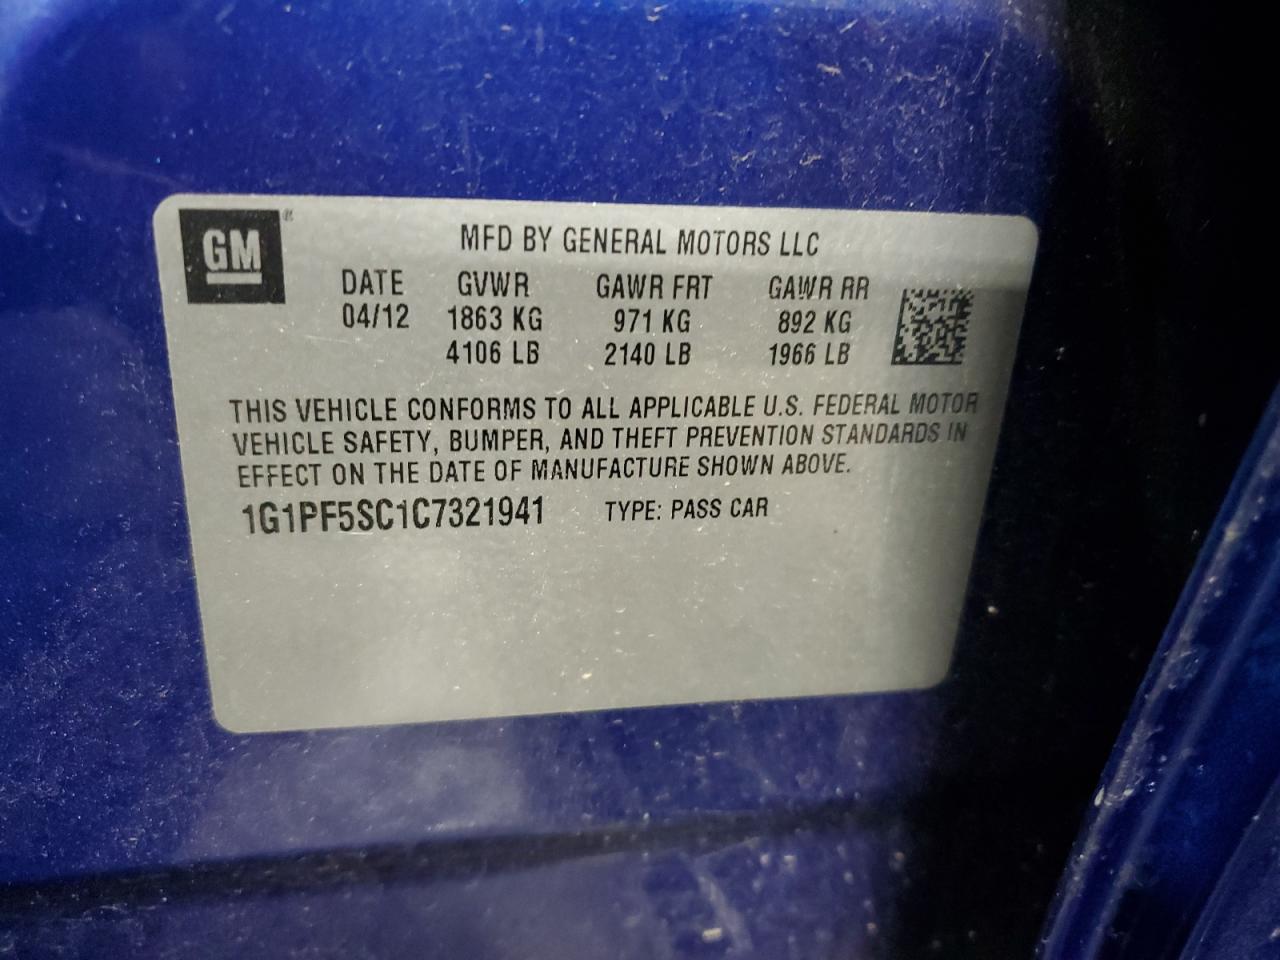 GM®
MFD BY GENERAL MOTORS LLC
DATE GVWR GAWR FRT GAWR RR
04/12 1863 KG 971 KG 892 KG
4106 LB 2140 LB 1966 LB
THIS VEHICLE CONFORMS TO ALL APPLICABLE U.S. FEDERAL MOTOR
VEHICLE SAFETY, BUMPER, AND THEFT PREVENTION STANDARDS IN
EFFECT ON THE DATE OF MANUFACTURE SHOWN ABOVE.
1G1PF5SC1C7321941 TYPE: PASS CAR